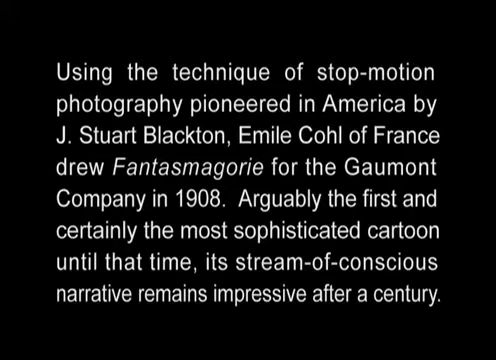 Using the technique of stop-motion
photography pioneered in America by
J. Stuart Blackton, Emile Cohl of France
drew Fantasmagorie for the Gaumont
Company in 1908. Arguably the first and
certainly the most sophisticated cartoon
until that time, its stream-of-conscious
narrative remains impressive after a century.